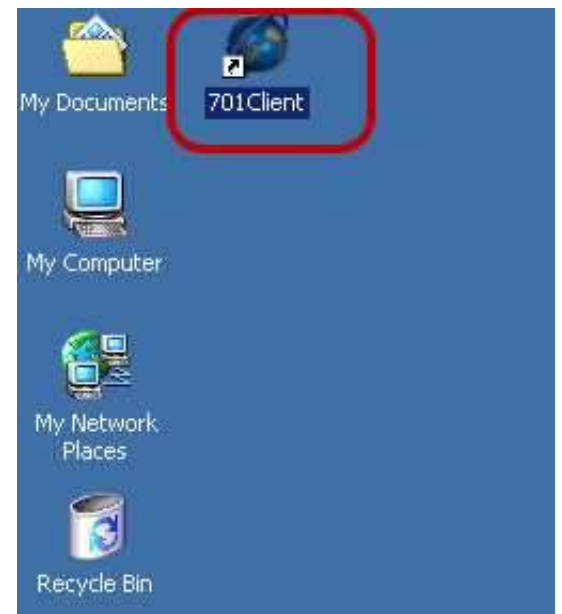 My Documents
701Client
My Computer
My Network
Places
Recycle Bin